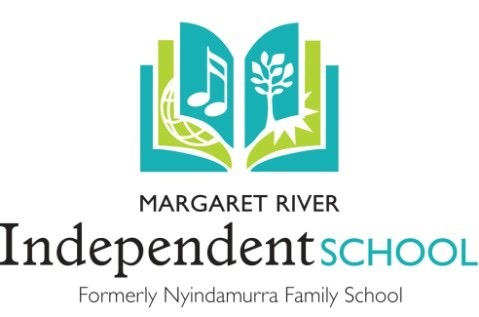 MARGARET RIVER
Independent SCHOOL
Formerly Nyindamurra Family School